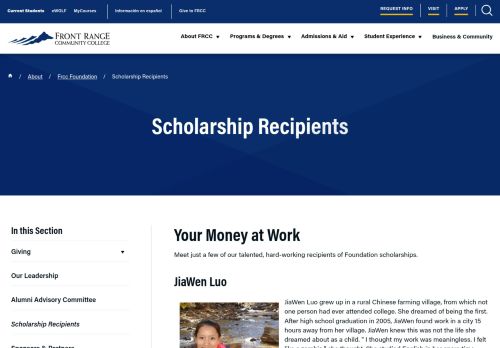 Current Students eWOLF MyCourses Información en español Give to FRCC REQUEST INFO VISIT APPLY
FRONT RANGE
COMMUNITY COLLEGE
About FRCC Programs & Degrees Admissions & Aid Student Experience Business & Community
/ About / Frcc Foundation / Scholarship Recipients
Scholarship Recipients
In this Section
Giving
Our Leadership
Alumni Advisory Committee
Scholarship Recipients
Sponsors & Partners
Your Money at Work
Meet just a few of our talented, hard-working recipients of Foundation scholarships.
JiaWen Luo
JiaWen Luo grew up in a rural Chinese farming village, from which not
one person had ever attended college. She dreamed of being the first.
After high school graduation in 2005, JiaWen found work in a city 15
hours away from her village. JiaWen knew this was not the life she
dreamed about as a child. " I thought my work was meaningless. I felt